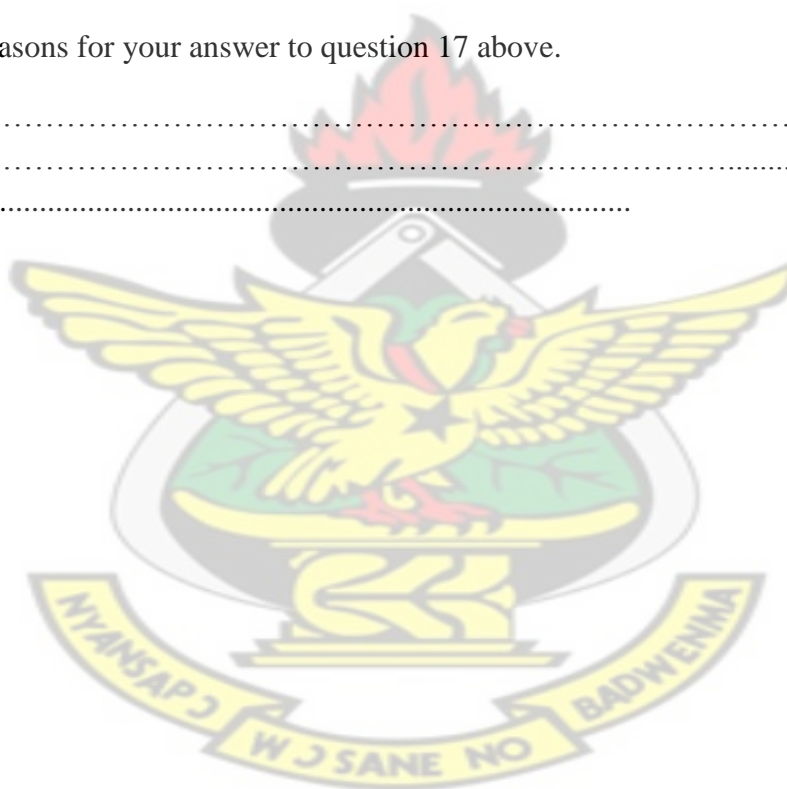 asons for your answer to question 17 above.
……………………………………………………………………
………………………………………………………………........
................................................................................
NYANSAPƆ WƆSANE NO BADWENMA